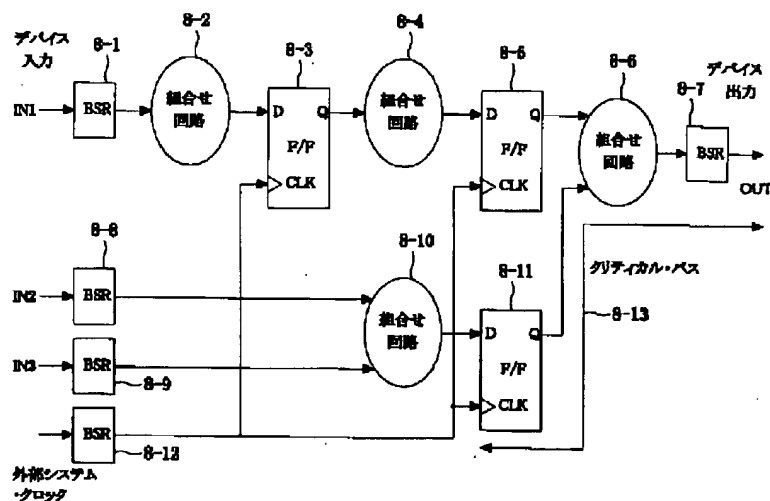 デバイス
入力
IN1
8-1
BSR
8-2
組合せ
回路
8-3
D
Q
F/F
CLK
8-4
組合せ
回路
8-5
D
Q
F/F
CLK
8-6
組合せ
回路
8-7
デバイス
出力
BSR
OUT
8-8
IN2
BSR
IN3
BSR
8-9
BSR
8-12
外部システム
・クロック
8-10
組合せ
回路
8-11
D
Q
F/F
CLK
クリティカル・パス
8-13